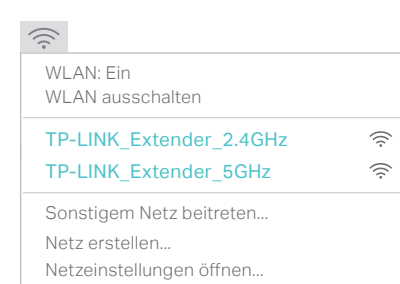 WLAN: Ein
WLAN ausschalten
TP-LINK_Extender_2.4GHz
TP-LINK_Extender_5GHz
Sonstigem Netz beitreten...
Netz erstellen...
Netzeinstellungen öffnen...